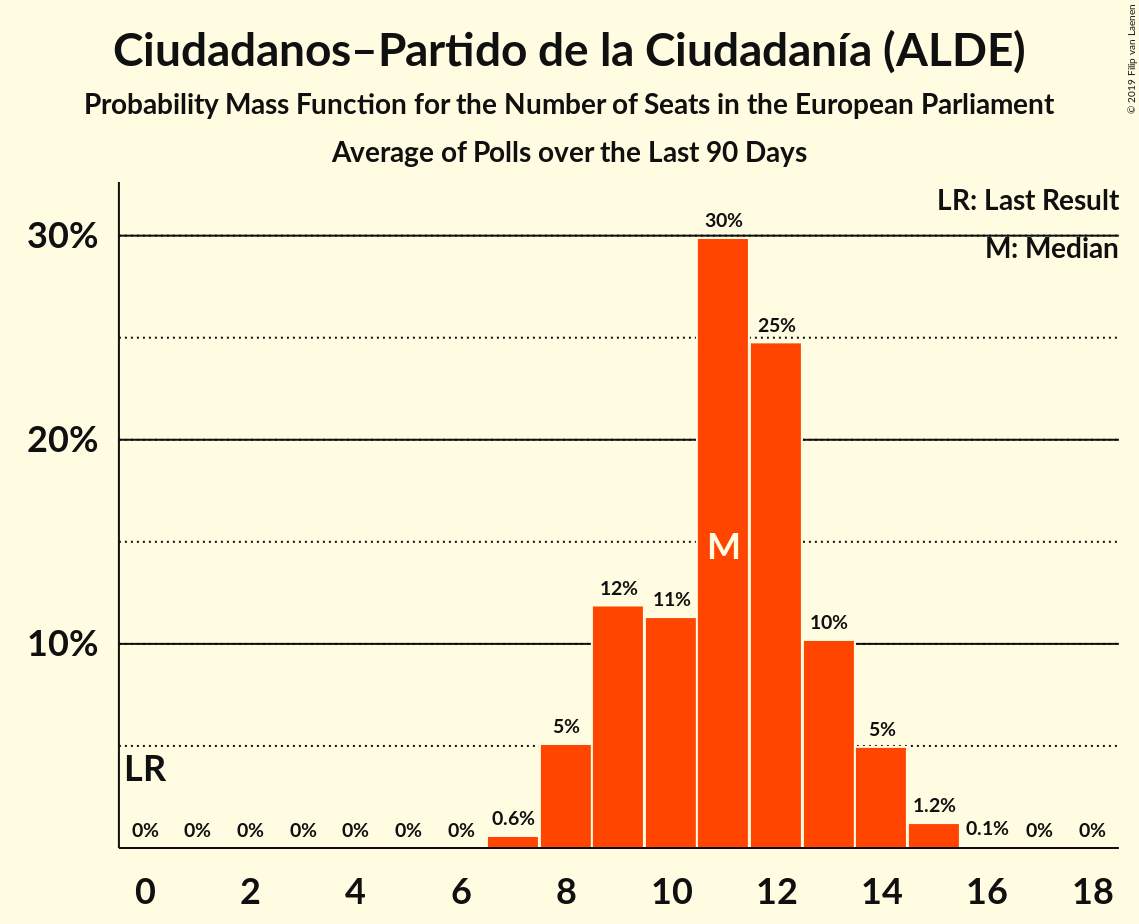 Ciudadanos–Partido de la Ciudadanía (ALDE)
Probability Mass Function for the Number of Seats in the European Parliament
Average of Polls over the Last 90 Days
© 2019 Filip van Laenen
LR: Last Result
M: Median
30%
20%
10%
30%
25%
12%
11%
10%
5%
5%
1.2%
0.6%
0.1%
0% 0% 0% 0% 0% 0% 0% 0% 0%
M
LR
0 2 4 6 8 10 12 14 16 18